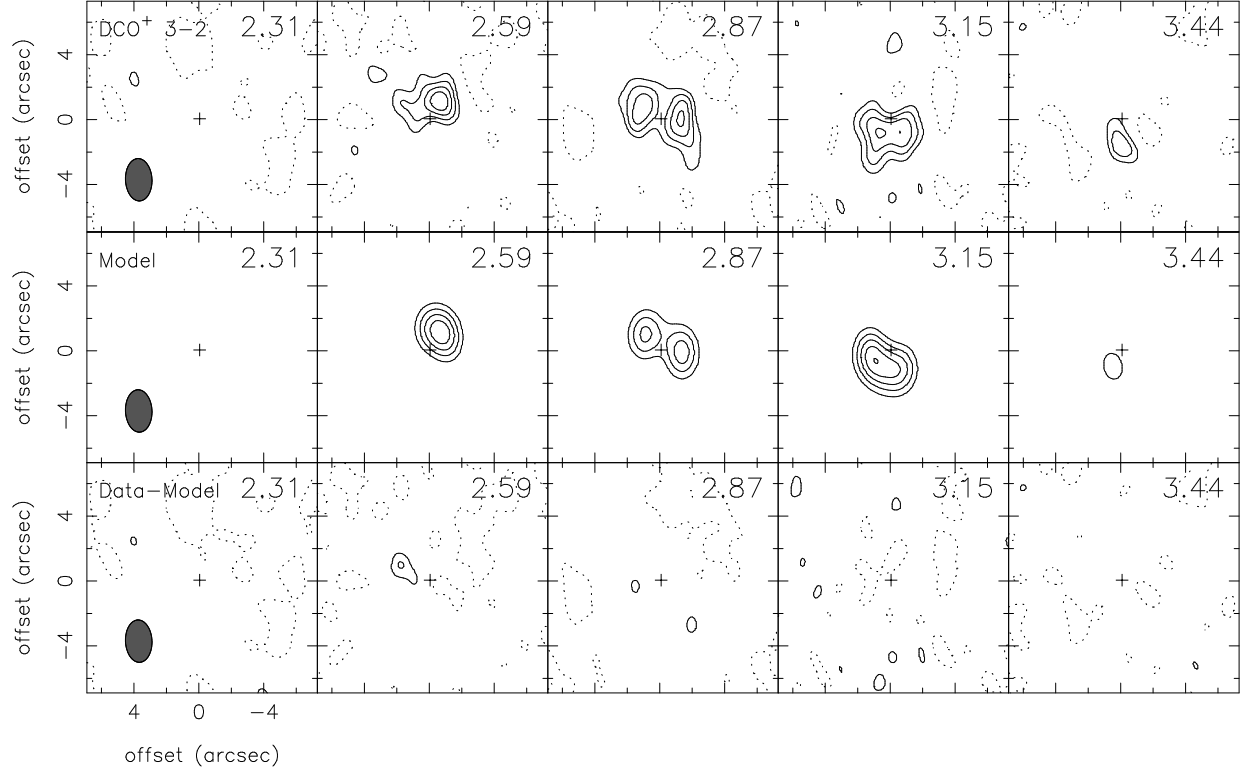 DCO+ 3−2 2.31 2.59 2.87 3.15 3.44
offset (arcsec) 4 0 −4
Model 2.31 2.59 2.87 3.15 3.44
offset (arcsec) 4 0 −4
Data−Model 2.31 2.59 2.87 3.15 3.44
offset (arcsec) 4 0 −4
4 0 −4
offset (arcsec)